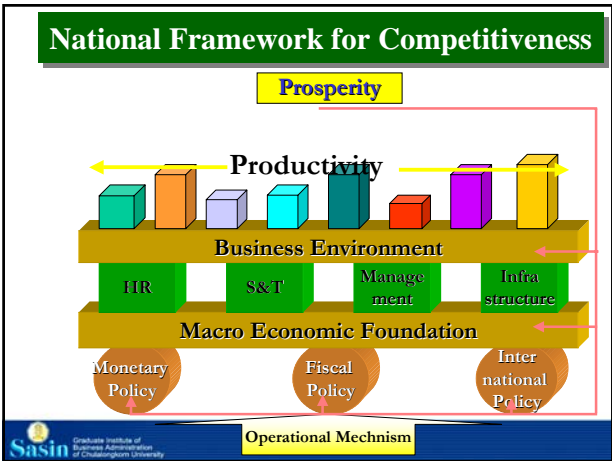 National Framework for Competitiveness
Prosperity
Productivity
Business Environment
HR
S&T
Manage
ment
Infra
structure
Macro Economic Foundation
Monetary
Policy
Fiscal
Policy
Inter
national
Policy
Operational Mechnism
Sasin
Graduate Institute of
Business Administration
of Chulalongkorn University